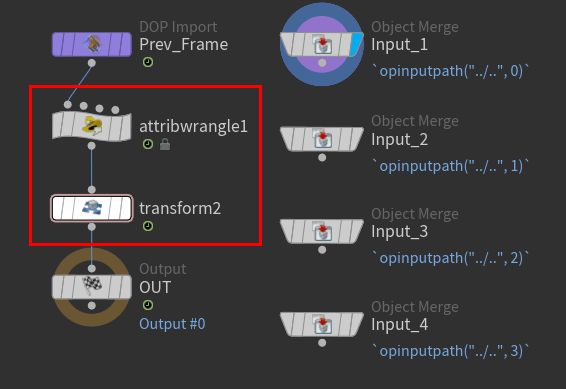 DOP Import
Prev_Frame
attribwrangle1
transform2
Output
OUT
Output #0
Object Merge
Input_1
`opinputpath("../..", 0)`
Object Merge
Input_2
`opinputpath("../..", 1)`
Object Merge
Input_3
`opinputpath("../..", 2)`
Object Merge
Input_4
`opinputpath("../..", 3)`